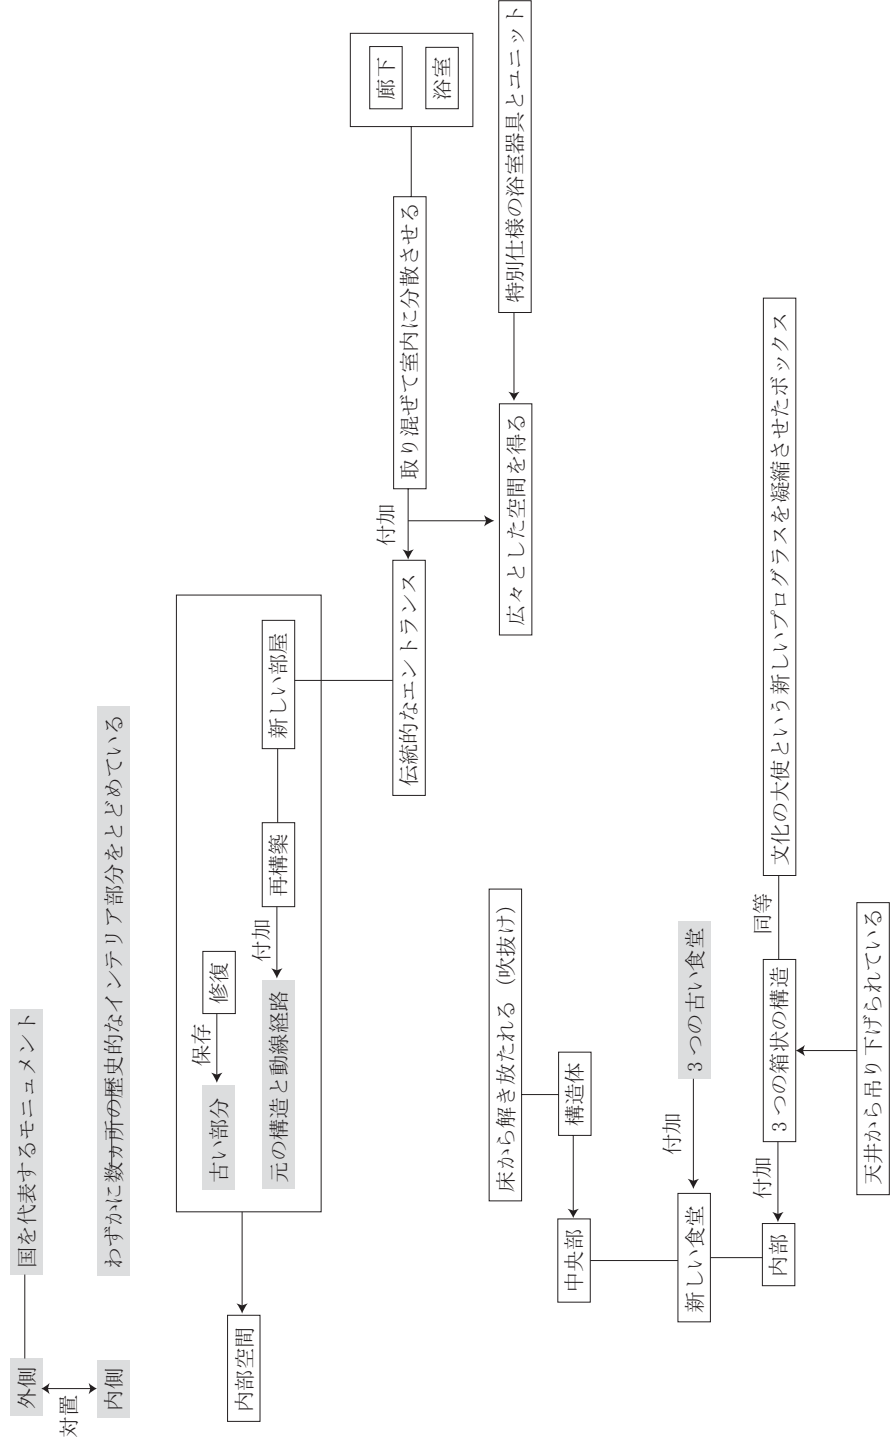 外側
国を代表するモニュメント
対置
内側
わずかに数ヵ所の歴史的なインテリア部分をとどめている
内部空間
古い部分
保存
修復
元の構造と動線経路
付加
再構築
新しい部屋
伝統的なエントランス
付加
取り混ぜて室内に分散させる
廊下
浴室
広々とした空間を得る
特別仕様の浴室器具とユニット
床から解き放たれる（吹抜け）
中央部
構造体
新しい食堂
付加
3つの古い食堂
内部
付加
3つの箱状の構造
同等
文化の大使という新しいプログラスを凝縮させたボックス
天井から吊り下げられている